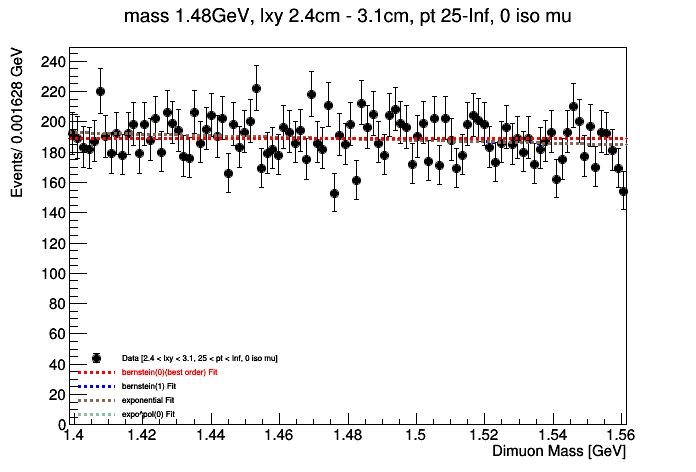 mass 1.48GeV, lxy 2.4cm - 3.1cm, pt 25-Inf, 0 iso mu
Events/ 0.001628 GeV
240
220
200
180
160
140
120
100
80
60
40
20
0
Data [2.4 < lxy < 3.1, 25 < pt < Inf, 0 iso mu]
bernstein(0)(best order) Fit
bernstein(1) Fit
exponential Fit
expo*pol(0) Fit
1.4 1.42 1.44 1.46 1.48 1.5 1.52 1.54 1.56
Dimuon Mass [GeV]